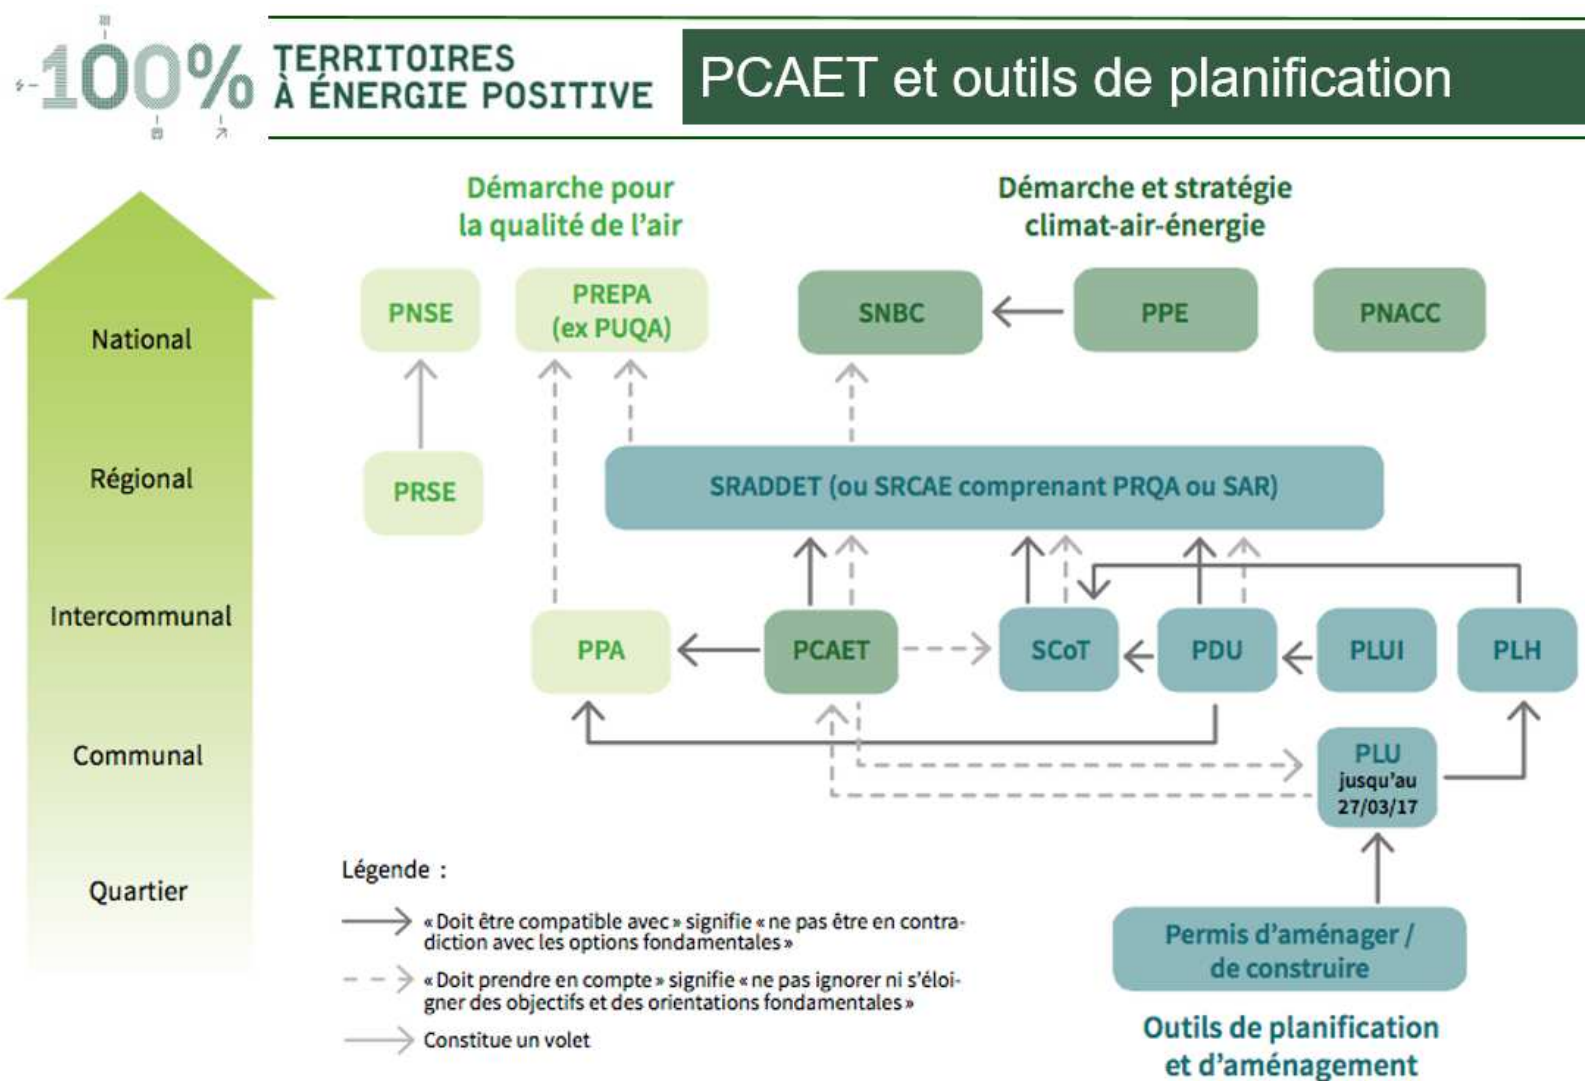 100% TERRITOIRES
À ÉNERGIE POSITIVE
PCAET et outils de planification
Démarche pour
la qualité de l'air
Démarche et stratégie
climat-air-énergie
National
PNSE
PREPA
(ex PUQA)
SNBC
PPE
PNACC
Régional
PRSE
SRADDET (ou SRCAE comprenant PRQA ou SAR)
Intercommunal
PPA
PCAET
SCoT
PDU
PLUI
PLH
Communal
PLU
jusqu'au
27/03/17
Quartier
Permis d'aménager /
de construire
Outils de planification
et d'aménagement
Légende :
« Doit être compatible avec » signifie « ne pas être en contra-
diction avec les options fondamentales »
« Doit prendre en compte » signifie « ne pas ignorer ni s'éloi-
gner des objectifs et des orientations fondamentales »
Constitue un volet